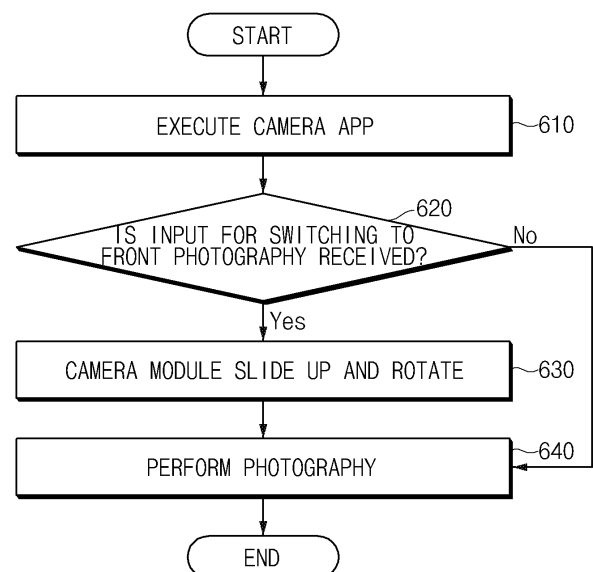 START
EXECUTE CAMERA APP
610
620
IS INPUT FOR SWITCHING TO
FRONT PHOTOGRAPHY RECEIVED?
No
Yes
CAMERA MODULE SLIDE UP AND ROTATE
630
PERFORM PHOTOGRAPHY
640
END